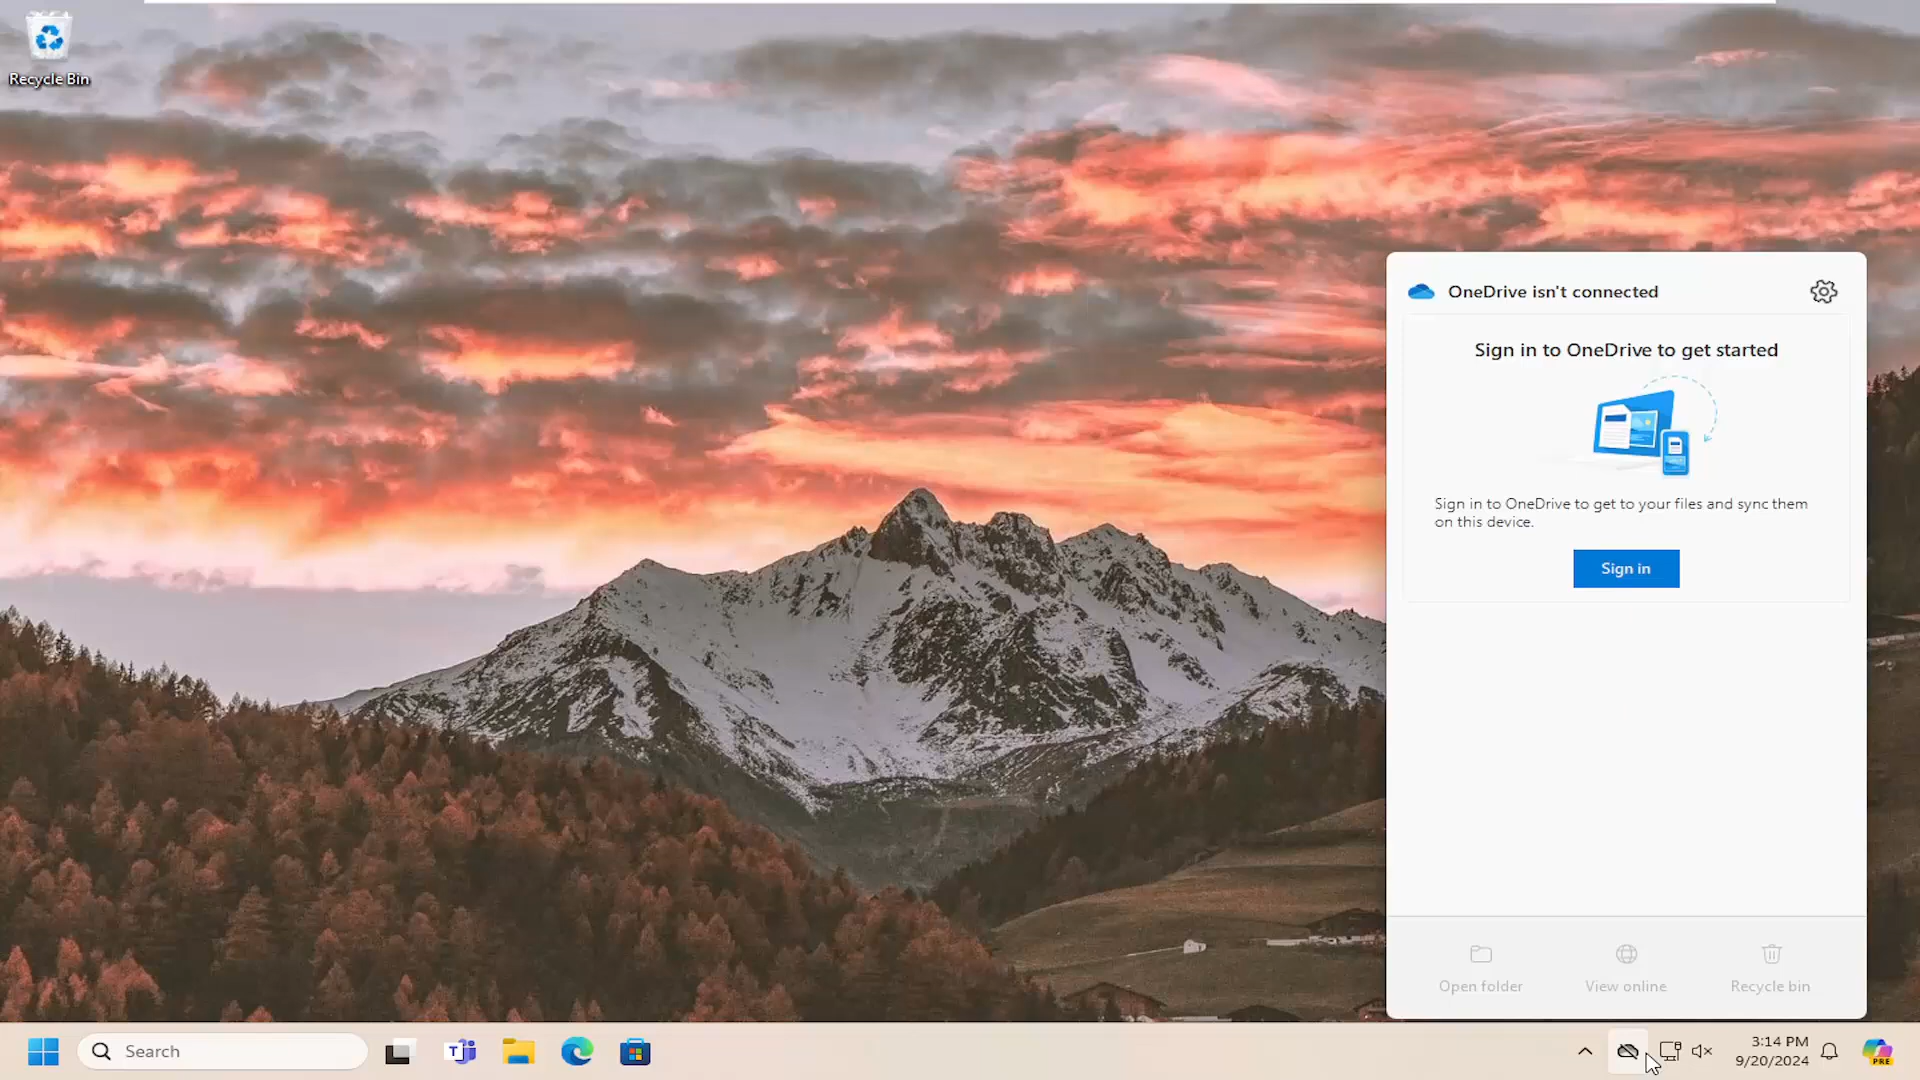 Recycle Bin
OneDrive isn't connected
Sign in to OneDrive to get started
Sign in to OneDrive to get to your files and sync them
on this device.
Sign in
Open folder
View online
Recycle bin
Search
T
3:14 PM
9/20/2024
PRE